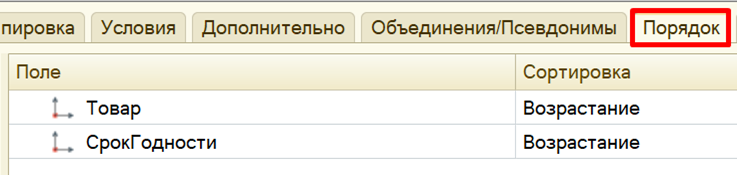 пировка Условия Дополнительно Объединения/Псевдонимы Порядок
Поле Сортировка
Товар Возрастание
СрокГодности Возрастание